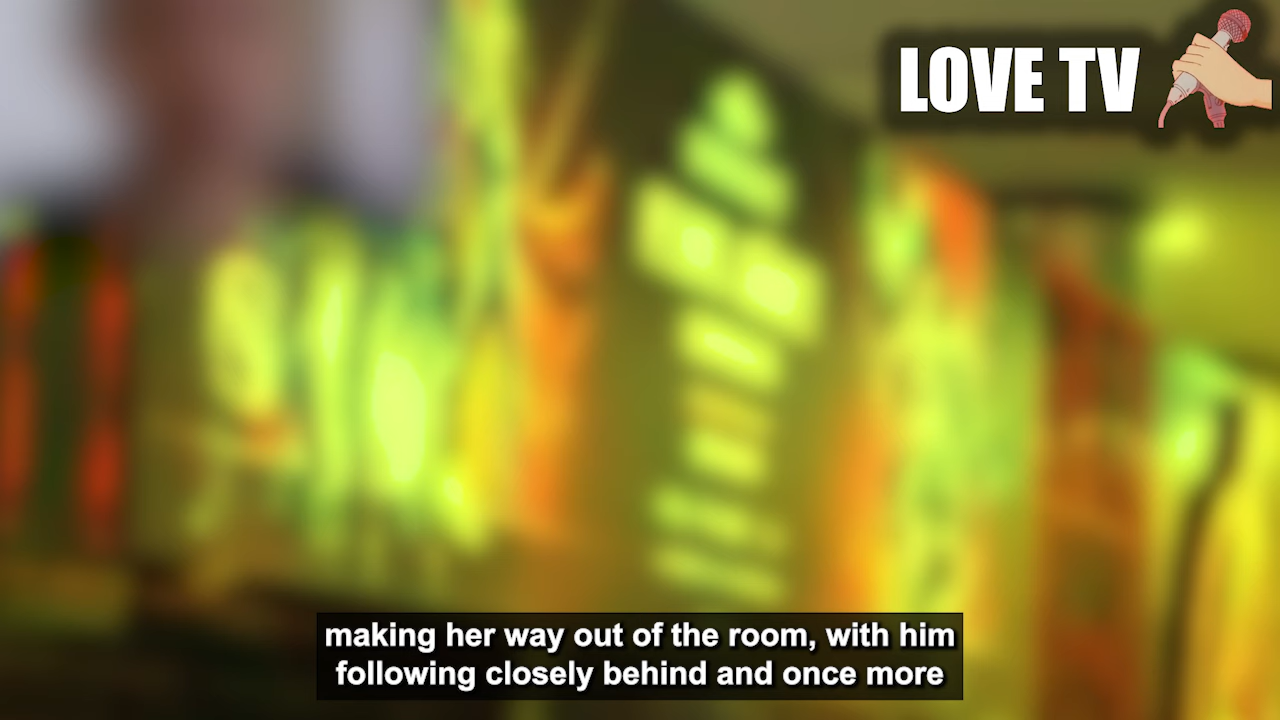 LOVE TV
making her way out of the room, with him
following closely behind and once more